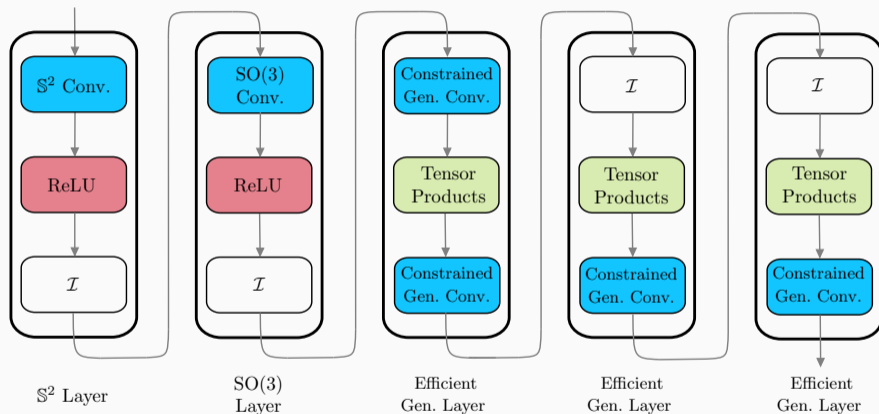 𝕊² Conv.
ReLU
ℐ
𝕊² Layer
SO(3)
Conv.
ReLU
ℐ
SO(3)
Layer
Constrained
Gen. Conv.
Tensor
Products
Constrained
Gen. Conv.
Efficient
Gen. Layer
ℐ
Tensor
Products
Constrained
Gen. Conv.
Efficient
Gen. Layer
ℐ
Tensor
Products
Constrained
Gen. Conv.
Efficient
Gen. Layer